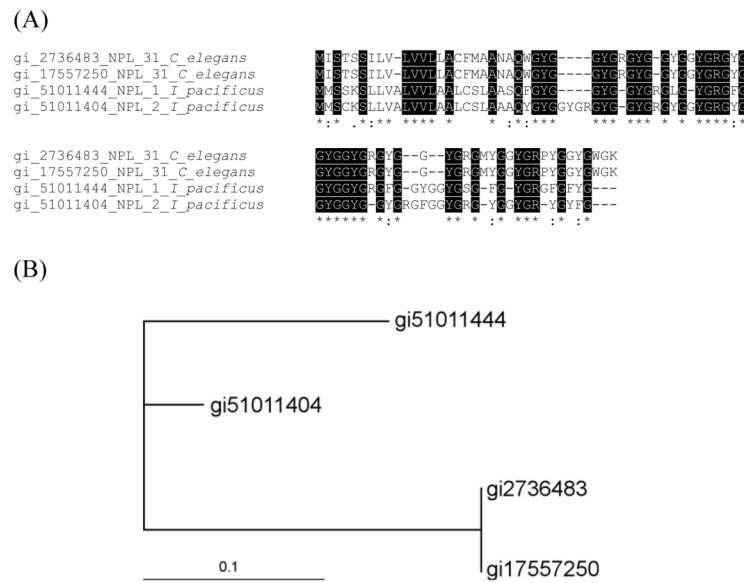 (A)
gi_2736483_NPL_31_C_elegans MISTSSILV-LVVLLACFMAANAQWGYG----GYGRGYG-GYGGYGRGYG
gi_17557250_NPL_31_C_elegans MISTSSILV-LVVLLACFMAANAQWGYG----GYGRGYG-GYGGYGRGYG
gi_51011444_NPL_1_I_pacificus MMSSKSLLVALVVLAALCSLAASQFGYG----GYG-GYGRGLG-YGRGFG
gi_51011404_NPL_2_I_pacificus MMSCKSLLVALVVLAALCSLAAAQYGYGGYGRGYG-GYGRGYGGYGRGYG
*:* .*:** **** * :*:*** *** *** * * ****:*
gi_2736483_NPL_31_C_elegans GYGGYGRGYG--G--YGRGMYGGYGRPYGGYGWGK
gi_17557250_NPL_31_C_elegans GYGGYGRGYG--G--YGRGMYGGYGRPYGGYGWGK
gi_51011444_NPL_1_I_pacificus GYGGYGRGFG-GYGGYGSG-FG-YGRGFGFYG---
gi_51011404_NPL_2_I_pacificus GYGGYG-GYGRGFGGYGRG-YGGYGR-YGYFG---
****** *:* ** * :* *** :* :*
(B)
gi51011444
gi51011404
gi2736483
gi17557250
0.1